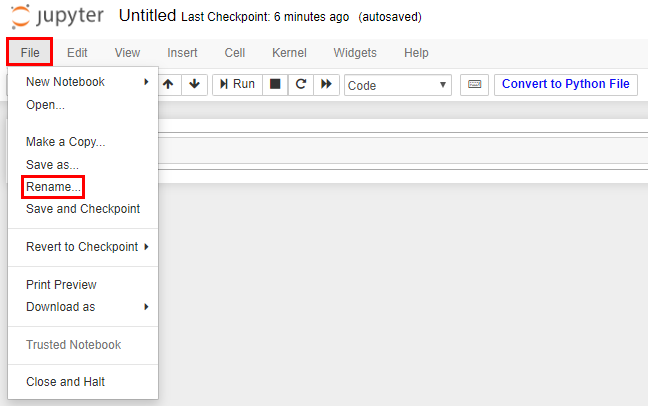 jupyter Untitled Last Checkpoint: 6 minutes ago (autosaved)
File Edit View Insert Cell Kernel Widgets Help
Run Code Convert to Python File
New Notebook
Open...
Make a Copy...
Save as...
Rename...
Save and Checkpoint
Revert to Checkpoint
Print Preview
Download as
Trusted Notebook
Close and Halt